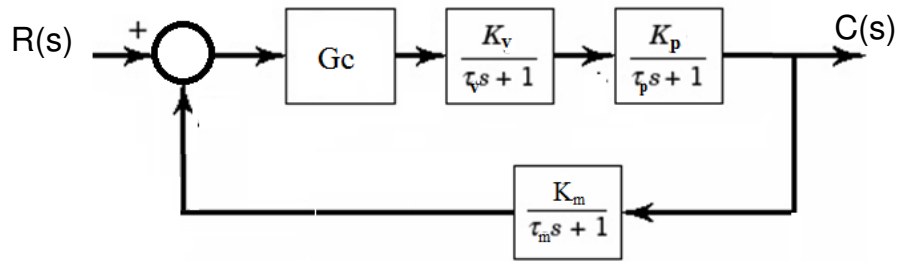 R(s)
+
Gc
K_v
τ_v s + 1
K_p
τ_p s + 1
C(s)
K_m
τ_m s + 1